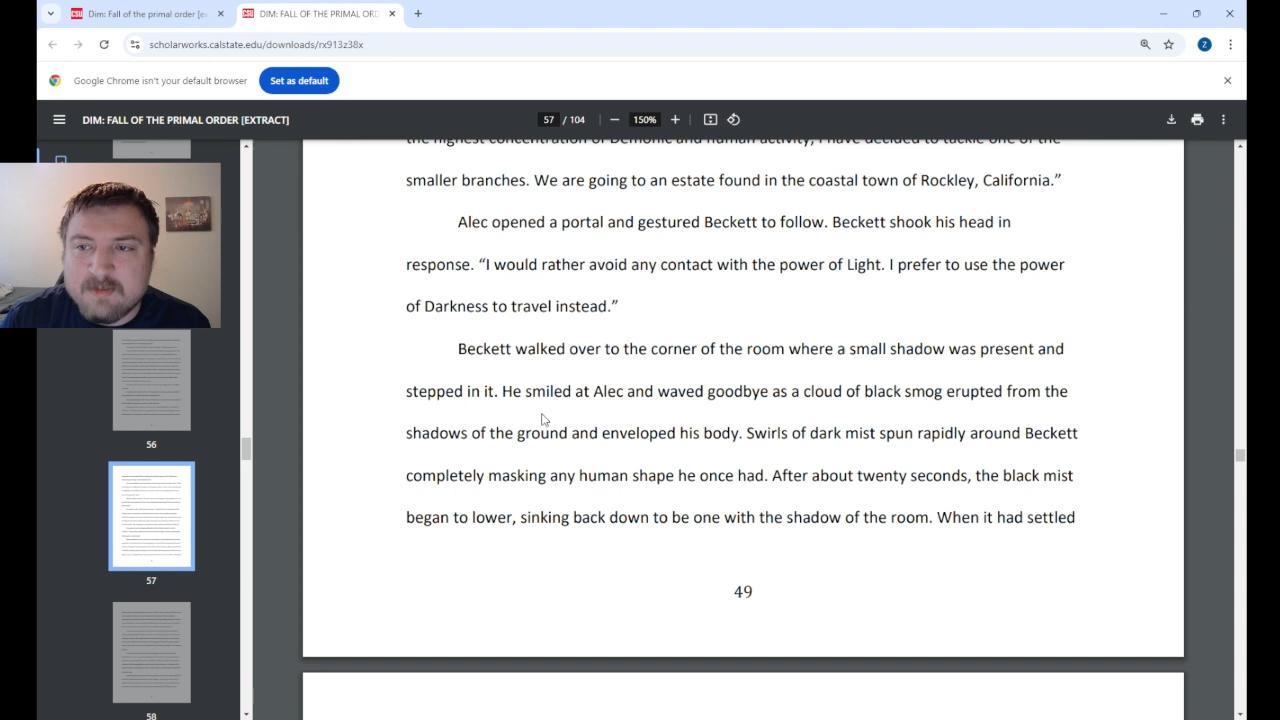 Dim: Fall of the primal order [e
DIM: FALL OF THE PRIMAL ORD
scholarworks.calstate.edu/downloads/rx913z38x
Z
Google Chrome isn't your default browser
Set as default
DIM: FALL OF THE PRIMAL ORDER [EXTRACT]
57 / 104
150%
the highest concentration of Demonic and human activity, I have decided to tackle one of the
smaller branches. We are going to an estate found in the coastal town of Rockley, California.”
Alec opened a portal and gestured Beckett to follow. Beckett shook his head in
response. “I would rather avoid any contact with the power of Light. I prefer to use the power
of Darkness to travel instead.”
Beckett walked over to the corner of the room where a small shadow was present and
stepped in it. He smiled at Alec and waved goodbye as a cloud of black smog erupted from the
shadows of the ground and enveloped his body. Swirls of dark mist spun rapidly around Beckett
completely masking any human shape he once had. After about twenty seconds, the black mist
began to lower, sinking back down to be one with the shadow of the room. When it had settled
49
56
57
58